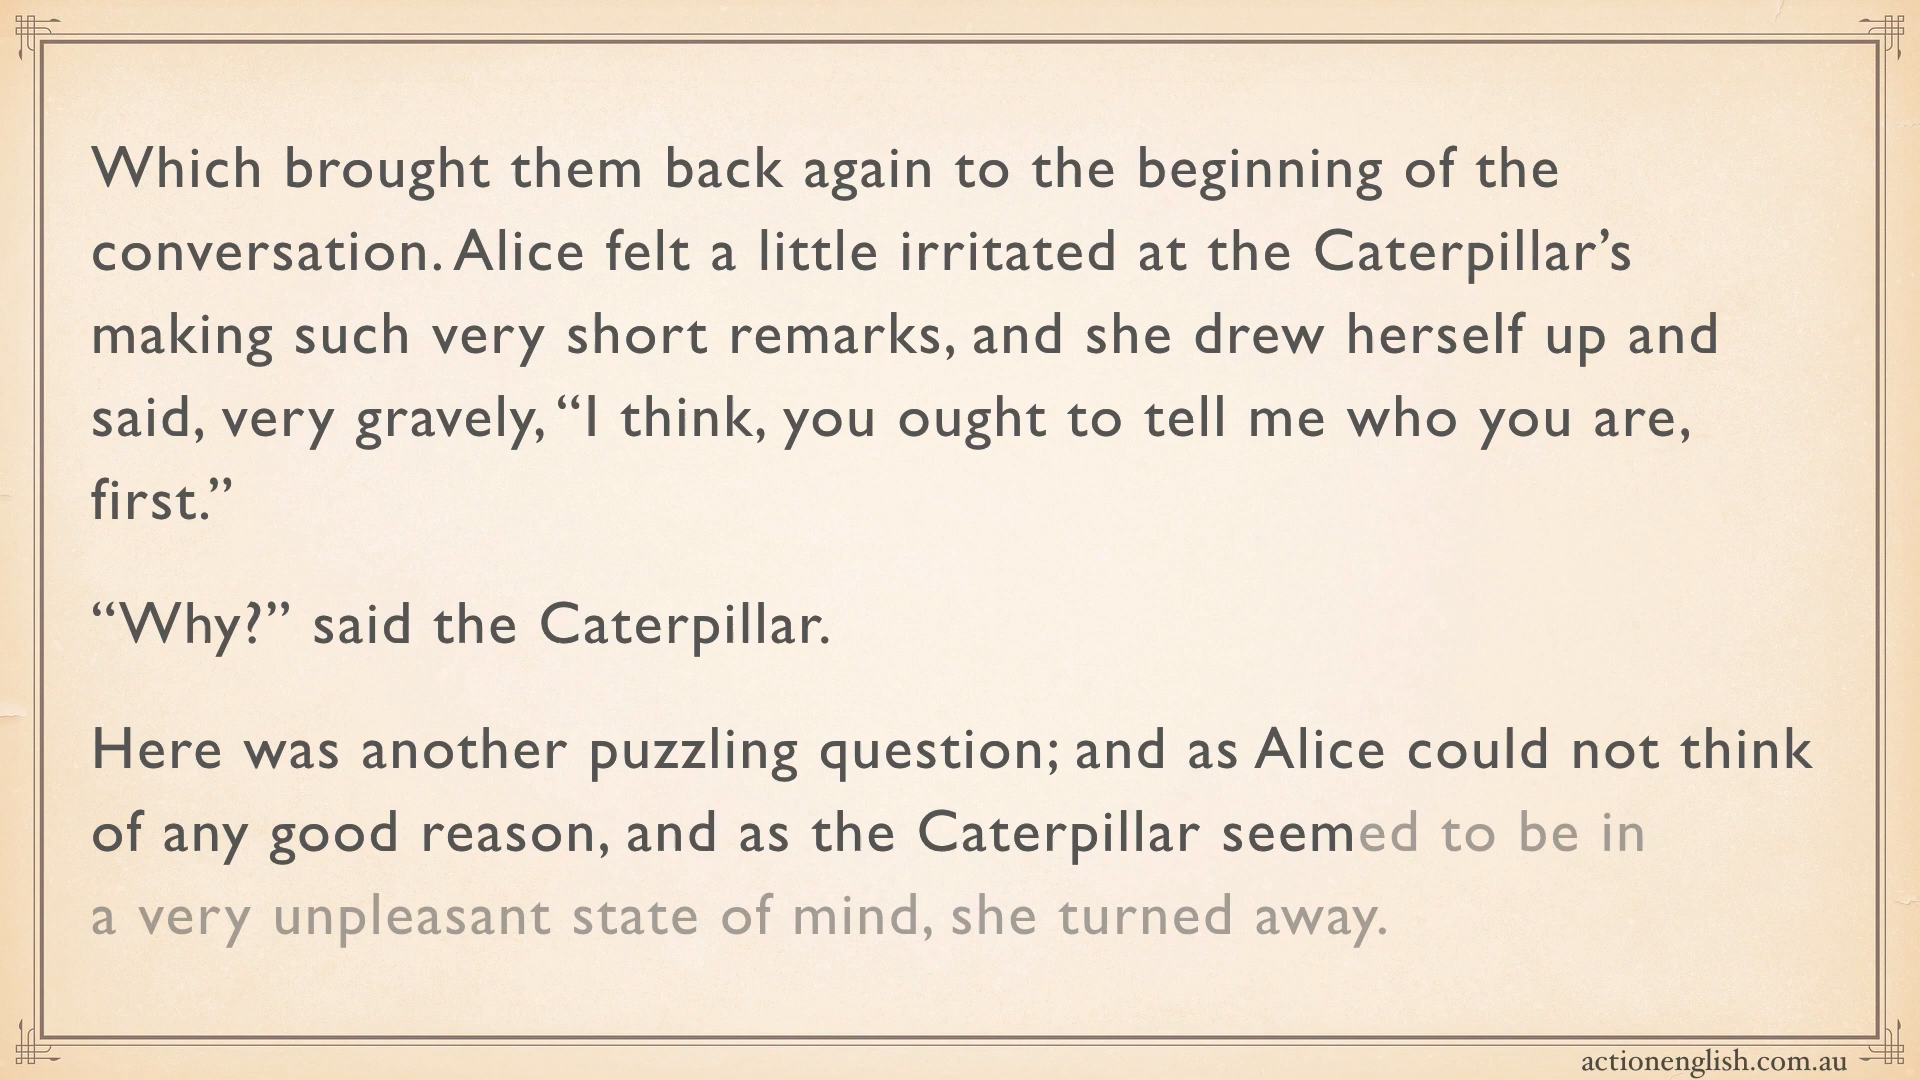 Which brought them back again to the beginning of the
conversation. Alice felt a little irritated at the Caterpillar’s
making such very short remarks, and she drew herself up and
said, very gravely, “I think, you ought to tell me who you are,
first.”
“Why?” said the Caterpillar.
Here was another puzzling question; and as Alice could not think
of any good reason, and as the Caterpillar seemed to be in
a very unpleasant state of mind, she turned away.
actionenglish.com.au